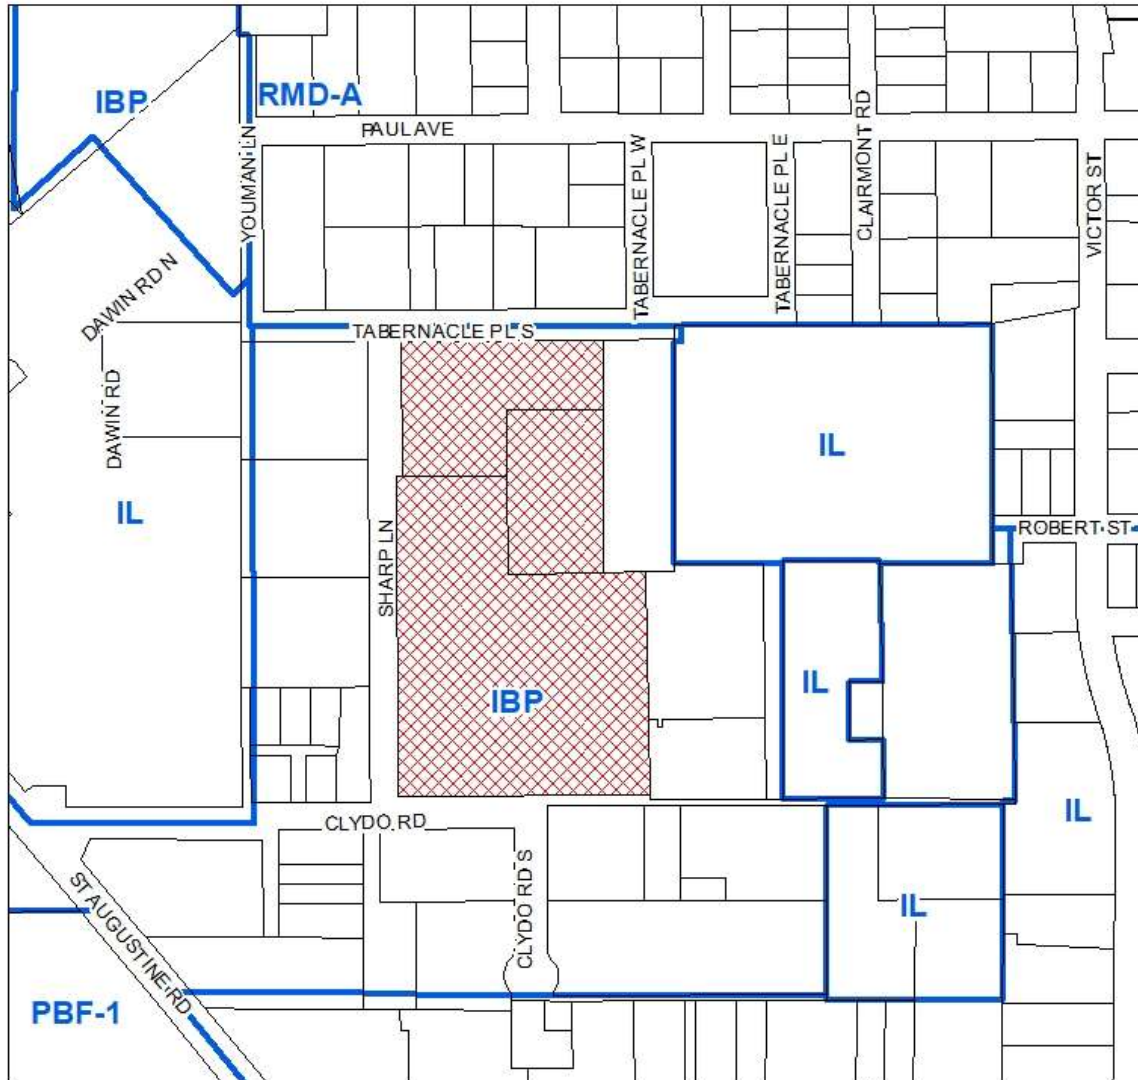 IBP
RMD-A
PAUL AVE
YOUMAN LN
TABERNACLE PL W
TABERNACLE PL E
CLAIRMONT RD
VICTOR ST
DAWIN RD N
TABERNACLE PL S
DAWIN RD
IL
IL
ROBERT ST
SHARP LN
IL
IBP
IL
CLYDO RD
CLYDO RD S
IL
ST AUGUSTINE RD
PBF-1